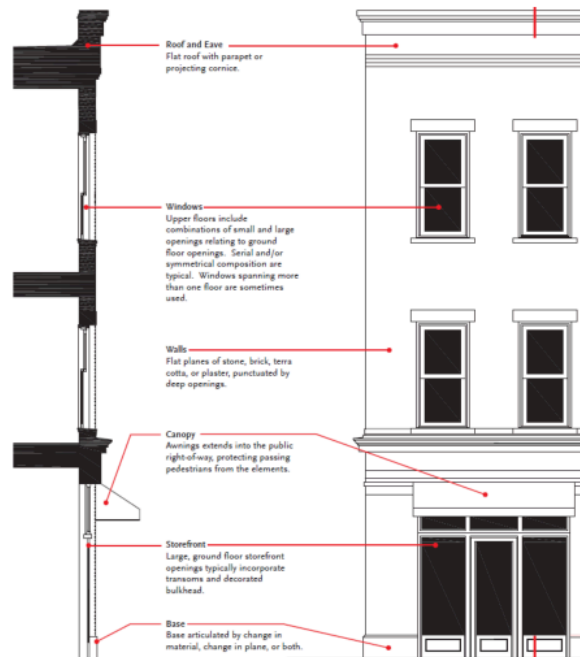 Roof and Eave
Flat roof with parapet or
projecting cornice.
Windows
Upper floors include
combinations of small and large
openings relating to ground
floor openings. Serial and/or
symmetrical composition are
typical. Windows spanning more
than one floor are sometimes
used.
Walls
Flat planes of stone, brick, terra
cotta, or plaster, punctuated by
deep openings.
Canopy
Awnings extends into the public
right-of-way, protecting passing
pedestrians from the elements.
Storefront
Large, ground floor storefront
openings typically incorporate
transoms and decorated
bulkhead.
Base
Base articulated by change in
material, change in plane, or both.